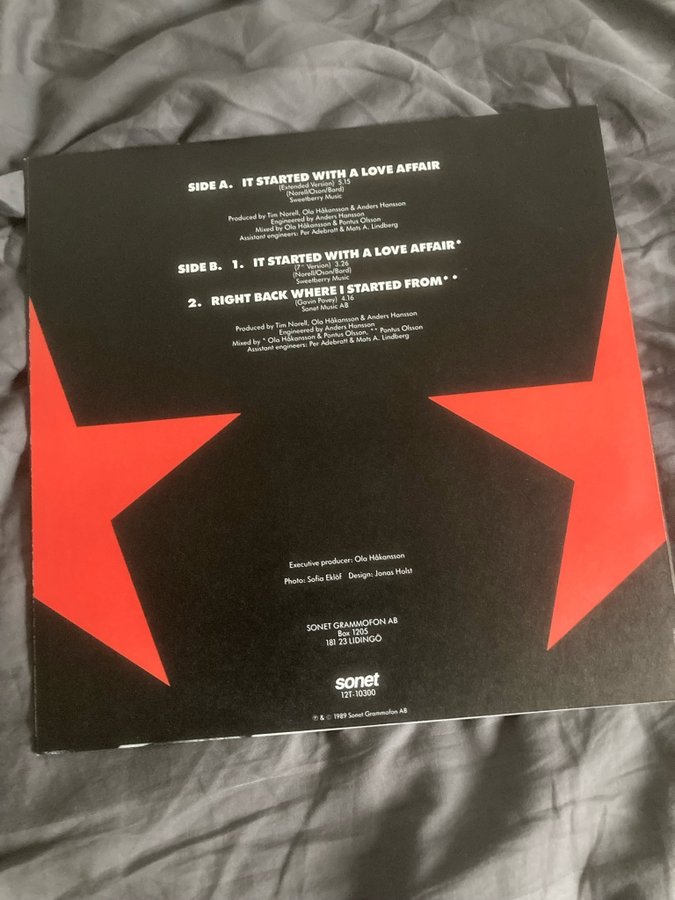 SIDE A. IT STARTED WITH A LOVE AFFAIR
(Extended Version) 5.15
(Norell/Oson/Bard)
Sweetberry Music
Produced by Tim Norell, Ola Håkansson & Anders Hansson
Engineered by Anders Hansson
Mixed by Ola Håkansson & Pontus Olsson
Assistant engineers: Per Adebratt & Mats A. Lindberg
SIDE B. 1. IT STARTED WITH A LOVE AFFAIR*
(7" Version) 3.26
(Norell/Oson/Bard)
Sweetberry Music
2. RIGHT BACK WHERE I STARTED FROM**
(Gavin Povey) 4.16
Sonet Music AB
Produced by Tim Norell, Ola Håkansson & Anders Hansson
Engineered by Anders Hansson
Mixed by * Ola Håkansson & Pontus Olsson, ** Pontus Olsson
Assistant engineers: Per Adebratt & Mats A. Lindberg
Executive producer: Ola Håkansson
Photo: Sofia Eklöf Design: Jonas Holst
SONET GRAMMOFON AB
Box 1205
181 23 LIDINGÖ
sonet
12T-10300
℗ & © 1989 Sonet Grammofon AB